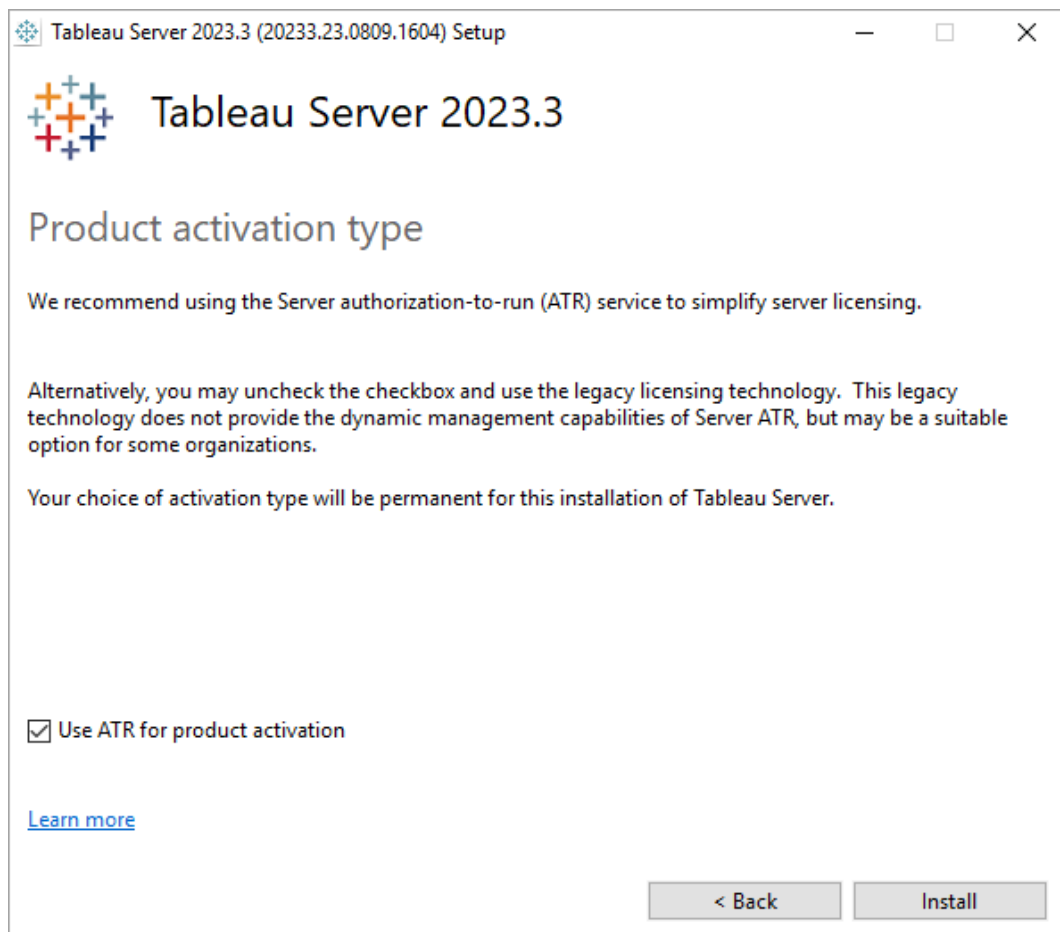 Tableau Server 2023.3 (20233.23.0809.1604) Setup
Tableau Server 2023.3
Product activation type
We recommend using the Server authorization-to-run (ATR) service to simplify server licensing.
Alternatively, you may uncheck the checkbox and use the legacy licensing technology.  This legacy
technology does not provide the dynamic management capabilities of Server ATR, but may be a suitable
option for some organizations.
Your choice of activation type will be permanent for this installation of Tableau Server.
Use ATR for product activation
Learn more
< Back
Install